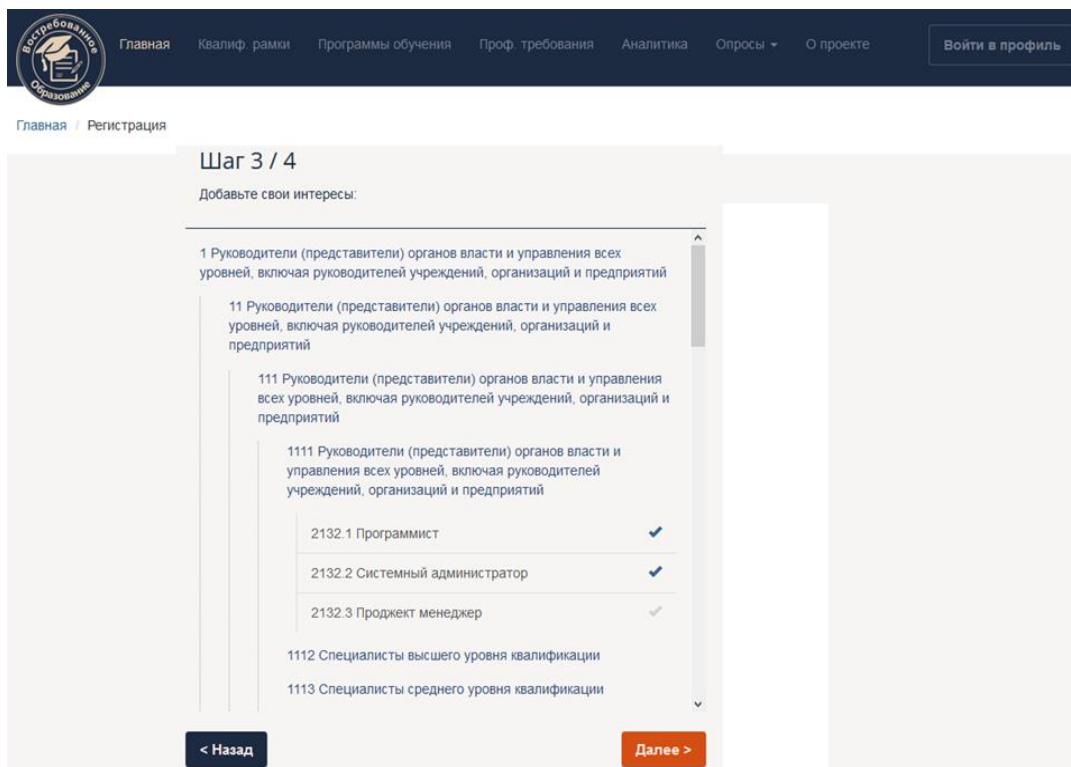 Востребованное
Образование
Главная Квалиф. рамки Программы обучения Проф. требования Аналитика Опросы О проекте Войти в профиль
Главная / Регистрация
Шаг 3 / 4
Добавьте свои интересы:
1 Руководители (представители) органов власти и управления всех
уровней, включая руководителей учреждений, организаций и предприятий
11 Руководители (представители) органов власти и управления всех
уровней, включая руководителей учреждений, организаций и
предприятий
111 Руководители (представители) органов власти и управления
всех уровней, включая руководителей учреждений, организаций и
предприятий
1111 Руководители (представители) органов власти и
управления всех уровней, включая руководителей
учреждений, организаций и предприятий
2132.1 Программист
2132.2 Системный администратор
2132.3 Проджект менеджер
1112 Специалисты высшего уровня квалификации
1113 Специалисты среднего уровня квалификации
< Назад
Далее >